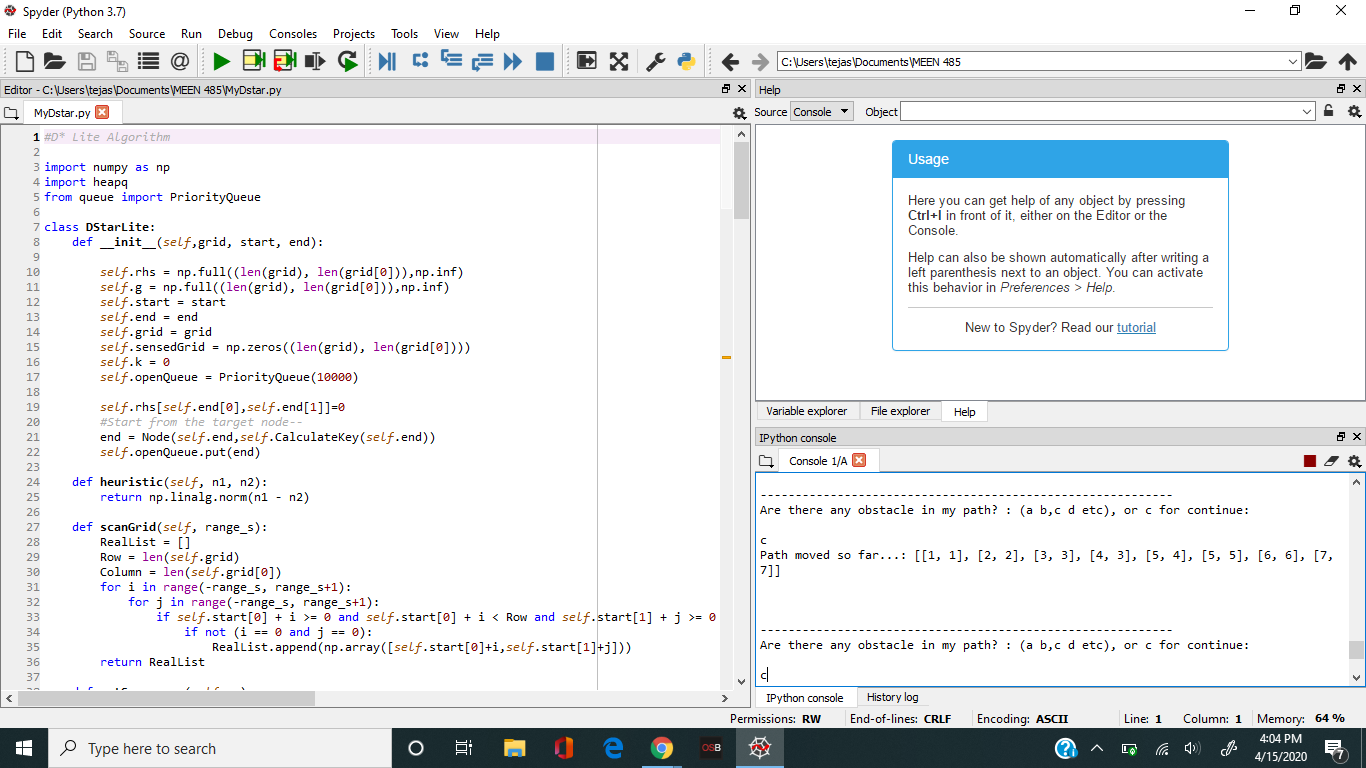 Spyder (Python 3.7)
File Edit Search Source Run Debug Consoles Projects Tools View Help
C:\Users\tejas\Documents\MEEN 485
Editor - C:\Users\tejas\Documents\MEEN 485\MyDstar.py
MyDstar.py
1 #D* Lite Algorithm
2
3 import numpy as np
4 import heapq
5 from queue import PriorityQueue
6
7 class DStarLite:
8     def __init__(self,grid, start, end):
9
10         self.rhs = np.full((len(grid), len(grid[0])),np.inf)
11         self.g = np.full((len(grid), len(grid[0])),np.inf)
12         self.start = start
13         self.end = end
14         self.grid = grid
15         self.sensedGrid = np.zeros((len(grid), len(grid[0])))
16         self.k = 0
17         self.openQueue = PriorityQueue(10000)
18
19         self.rhs[self.end[0],self.end[1]]=0
20         #Start from the target node--
21         end = Node(self.end,self.CalculateKey(self.end))
22         self.openQueue.put(end)
23
24     def heuristic(self, n1, n2):
25         return np.linalg.norm(n1 - n2)
26
27     def scanGrid(self, range_s):
28         RealList = []
29         Row = len(self.grid)
30         Column = len(self.grid[0])
31         for i in range(-range_s, range_s+1):
32             for j in range(-range_s, range_s+1):
33                 if self.start[0] + i >= 0 and self.start[0] + i < Row and self.start[1] + j >= 0
34                     if not (i == 0 and j == 0):
35                         RealList.append(np.array([self.start[0]+i,self.start[1]+j]))
36         return RealList
37
Help
Source Console Object
Usage
Here you can get help of any object by pressing
Ctrl+I in front of it, either on the Editor or the
Console.
Help can also be shown automatically after writing a
left parenthesis next to an object. You can activate
this behavior in Preferences > Help.
New to Spyder? Read our tutorial
Variable explorer File explorer Help
IPython console
Console 1/A
-----------------------------------------------------------
Are there any obstacle in my path? : (a b,c d etc), or c for continue:
c
Path moved so far...: [[1, 1], [2, 2], [3, 3], [4, 3], [5, 4], [5, 5], [6, 6], [7,
7]]
-----------------------------------------------------------
Are there any obstacle in my path? : (a b,c d etc), or c for continue:
c
IPython console History log
Permissions: RW End-of-lines: CRLF Encoding: ASCII Line: 1 Column: 1 Memory: 64 %
Type here to search
OSB
4:04 PM
4/15/2020
7